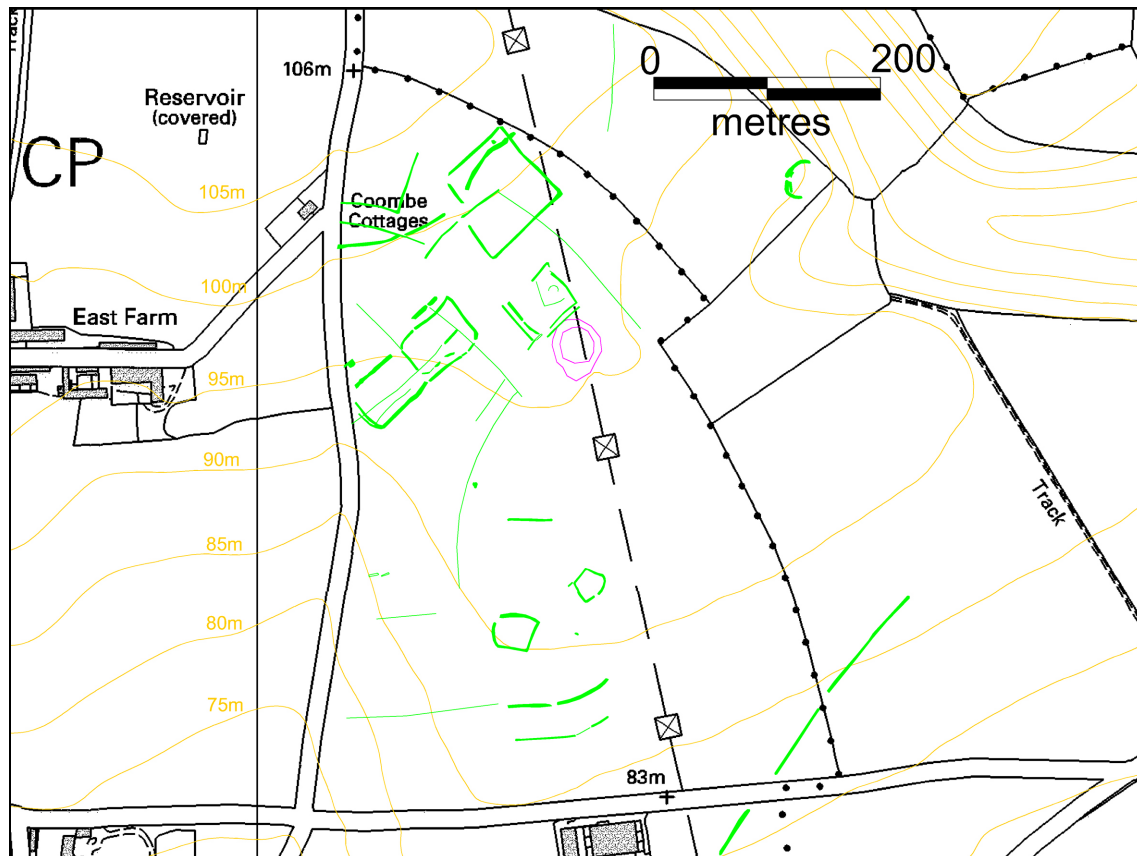 Track
0 200
metres
106m
Reservoir
(covered)
CP
105m
Coombe
Cottages
100m
East Farm
95m
90m
Track
85m
80m
75m
83m